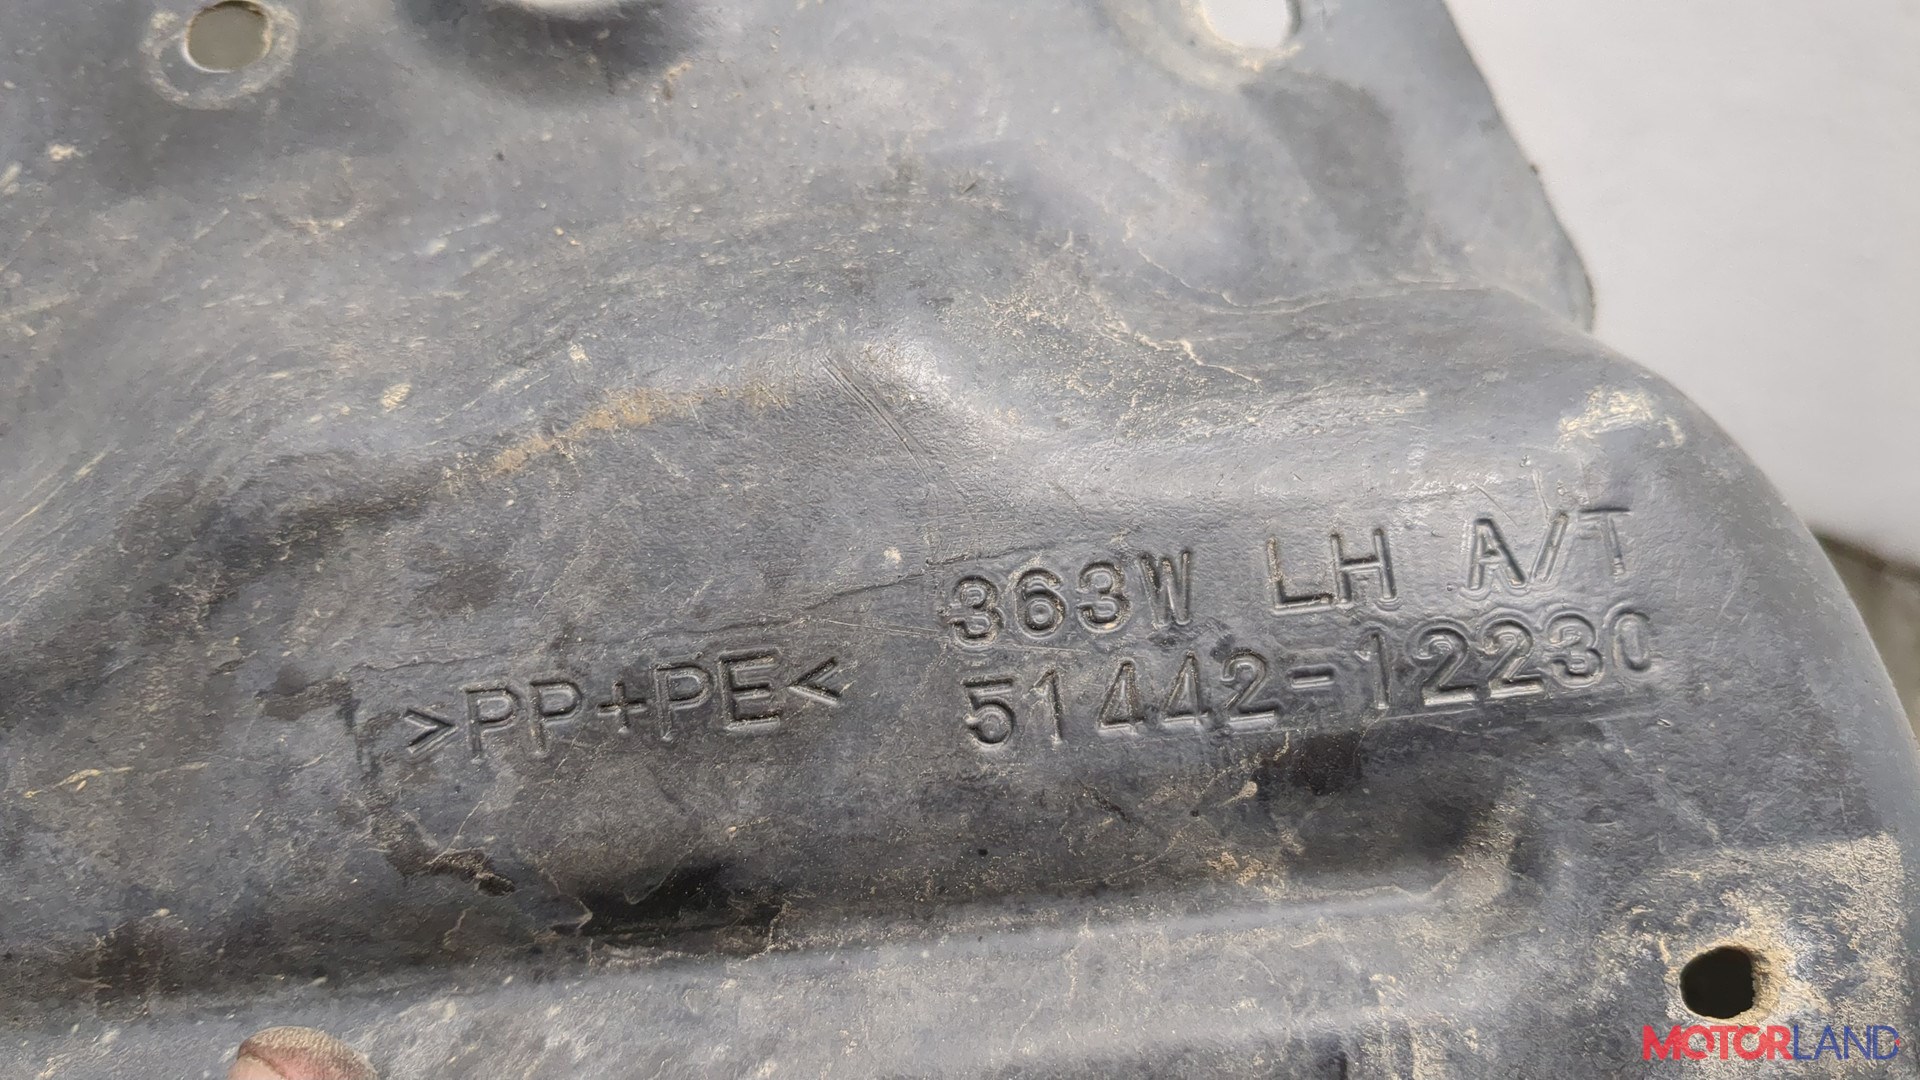 363W LH A/T
>PP+PE< 51442-12230
MOTORLAND